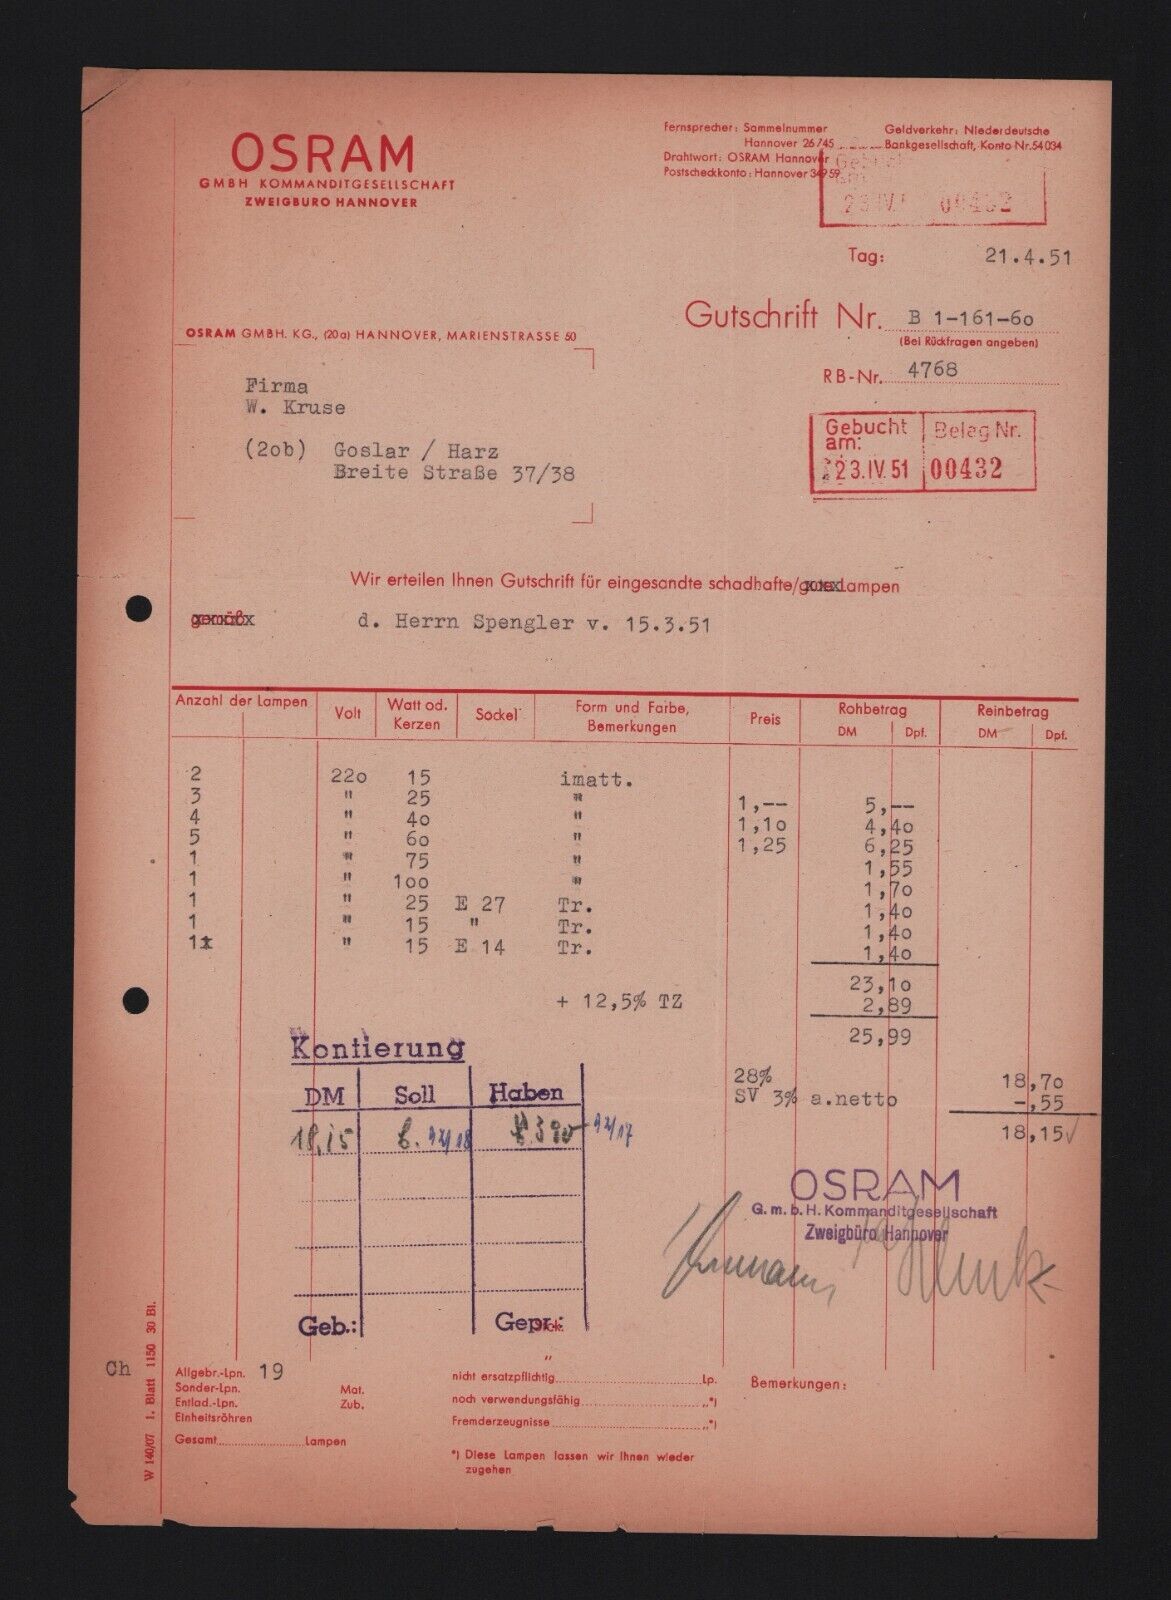 OSRAM
GMBH KOMMANDITGESELLSCHAFT
ZWEIGBÜRO HANNOVER
Fernsprecher: Sammelnummer
Hannover 26745
Drahtwort: OSRAM Hannover
Postscheckkonto: Hannover 34959
Geldverkehr: Niederdeutsche
Bankgesellschaft, Konto Nr. 54034
23.IV. 00432
Tag: 21.4.51
Gutschrift Nr. B 1-161-60
(Bei Rückfragen angeben)
RB-Nr. 4768
OSRAM GMBH. KG., (20a) HANNOVER, MARIENSTRASSE 50
Firma
W. Kruse
(2ob) Goslar / Harz
Breite Straße 37/38
Gebucht am: Belag Nr.
23.IV.51 00432
Wir erteilen Ihnen Gutschrift für eingesandte schadhafte/gute Lampen
gemäß d. Herrn Spengler v. 15.3.51
Anzahl der Lampen Volt Watt od. Kerzen Sockel Form und Farbe, Bemerkungen Preis Rohbetrag Reinbetrag
DM Dpf. DM Dpf.
2 220 15 imatt.
3 " 25 " 1,-- 5,--
4 " 40 " 1,10 4,40
5 " 60 " 1,25 6,25
1 " 75 " 1,55
1 " 100 " 1,70
1 " 25 E 27 Tr. 1,40
1 " 15 " Tr. 1,40
1x " 15 E 14 Tr. 1,40
23,10
+ 12,5% TZ 2,89
25,99
28% 18,70
SV 3% a.netto -,55
18,15
Kontierung
DM Soll Haben
18,15
Geb.: Gepr.:
OSRAM
G.m.b.H. Kommanditgesellschaft
Zweigbüro Hannover
Stck.
"
Ch
W 140/07 1. Blatt 1150 30 Bl.
Allgebr.-Lpn. 19
Sonder-Lpn. Mat.
Entlad.-Lpn. Zub.
Einheitsröhren
Gesamt Lampen
nicht ersatzpflichtig Lp.
noch verwendungsfähig „*)
Fremderzeugnisse „*)
*) Diese Lampen lassen wir Ihnen wieder
zugehen
Bemerkungen: